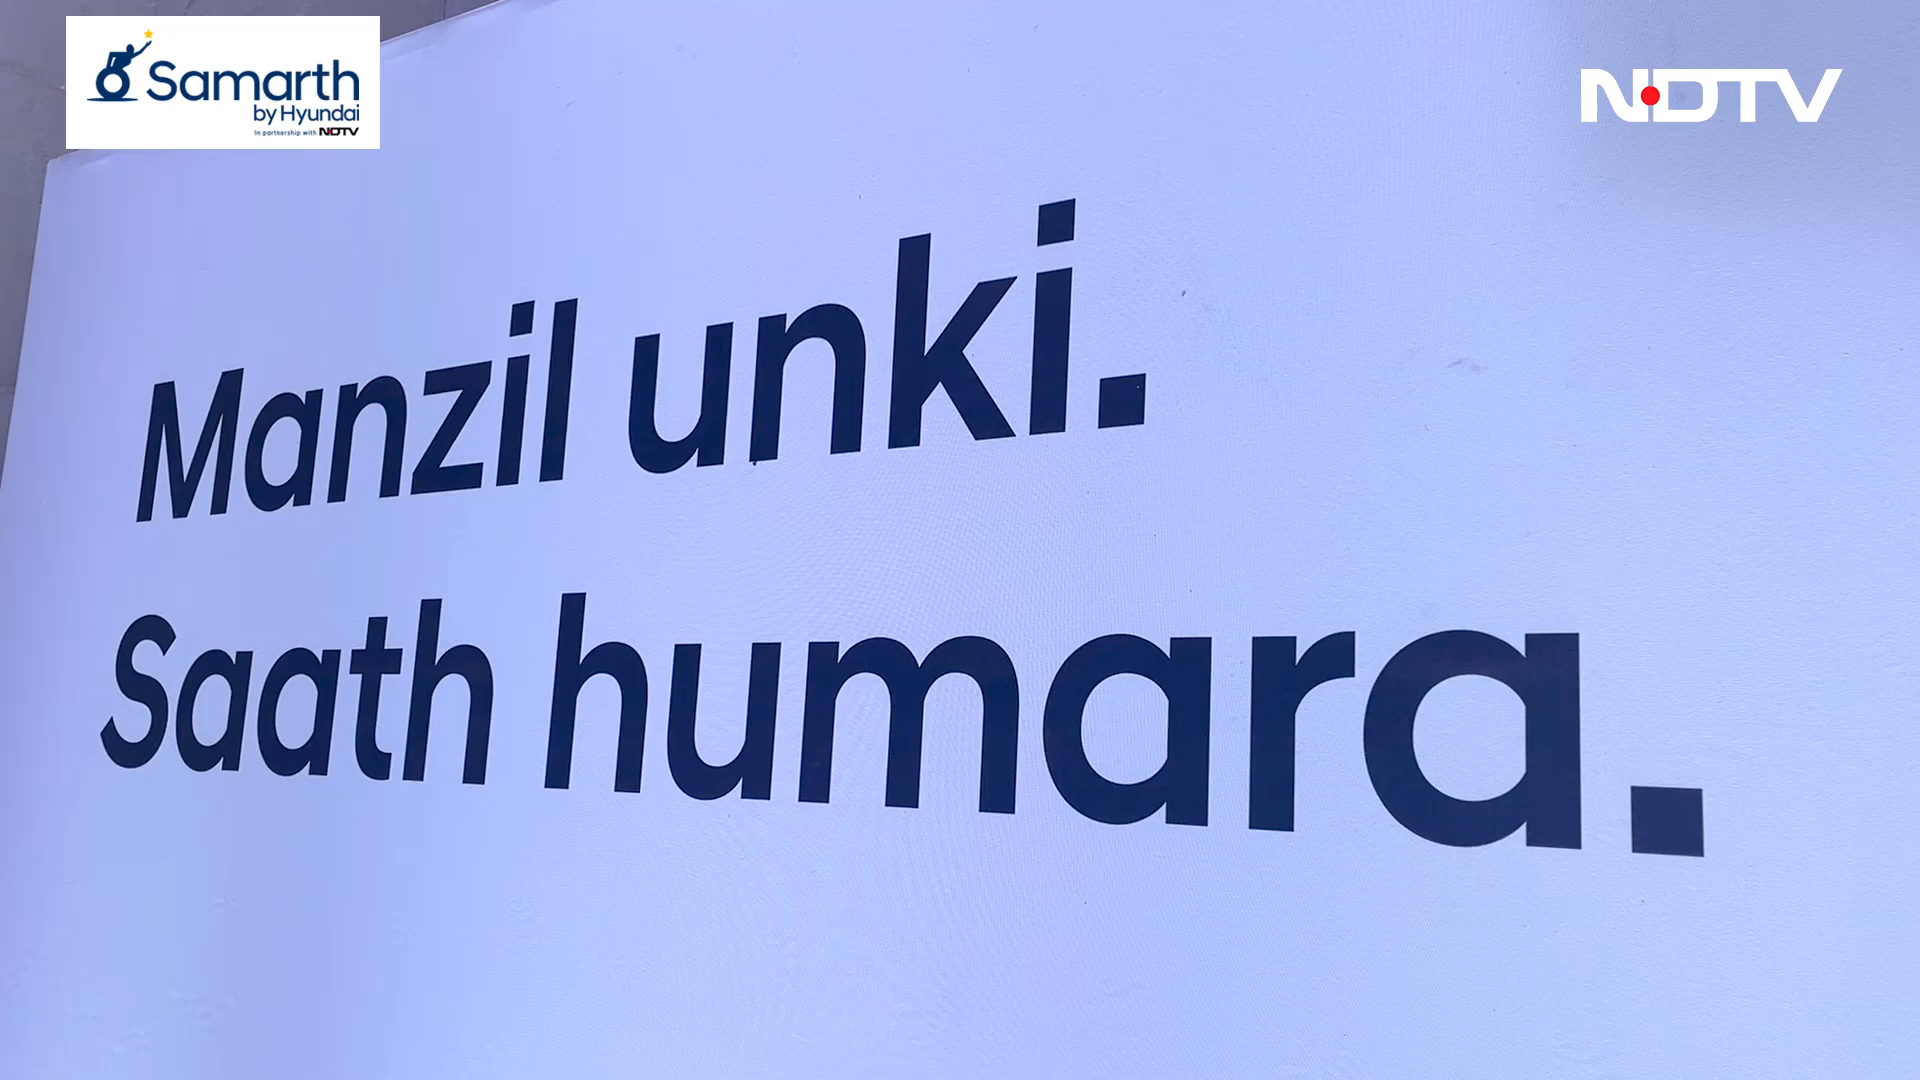 Samarth
by Hyundai
In partnership with NDTV
NDTV
Manzil unki.
Saath humara.